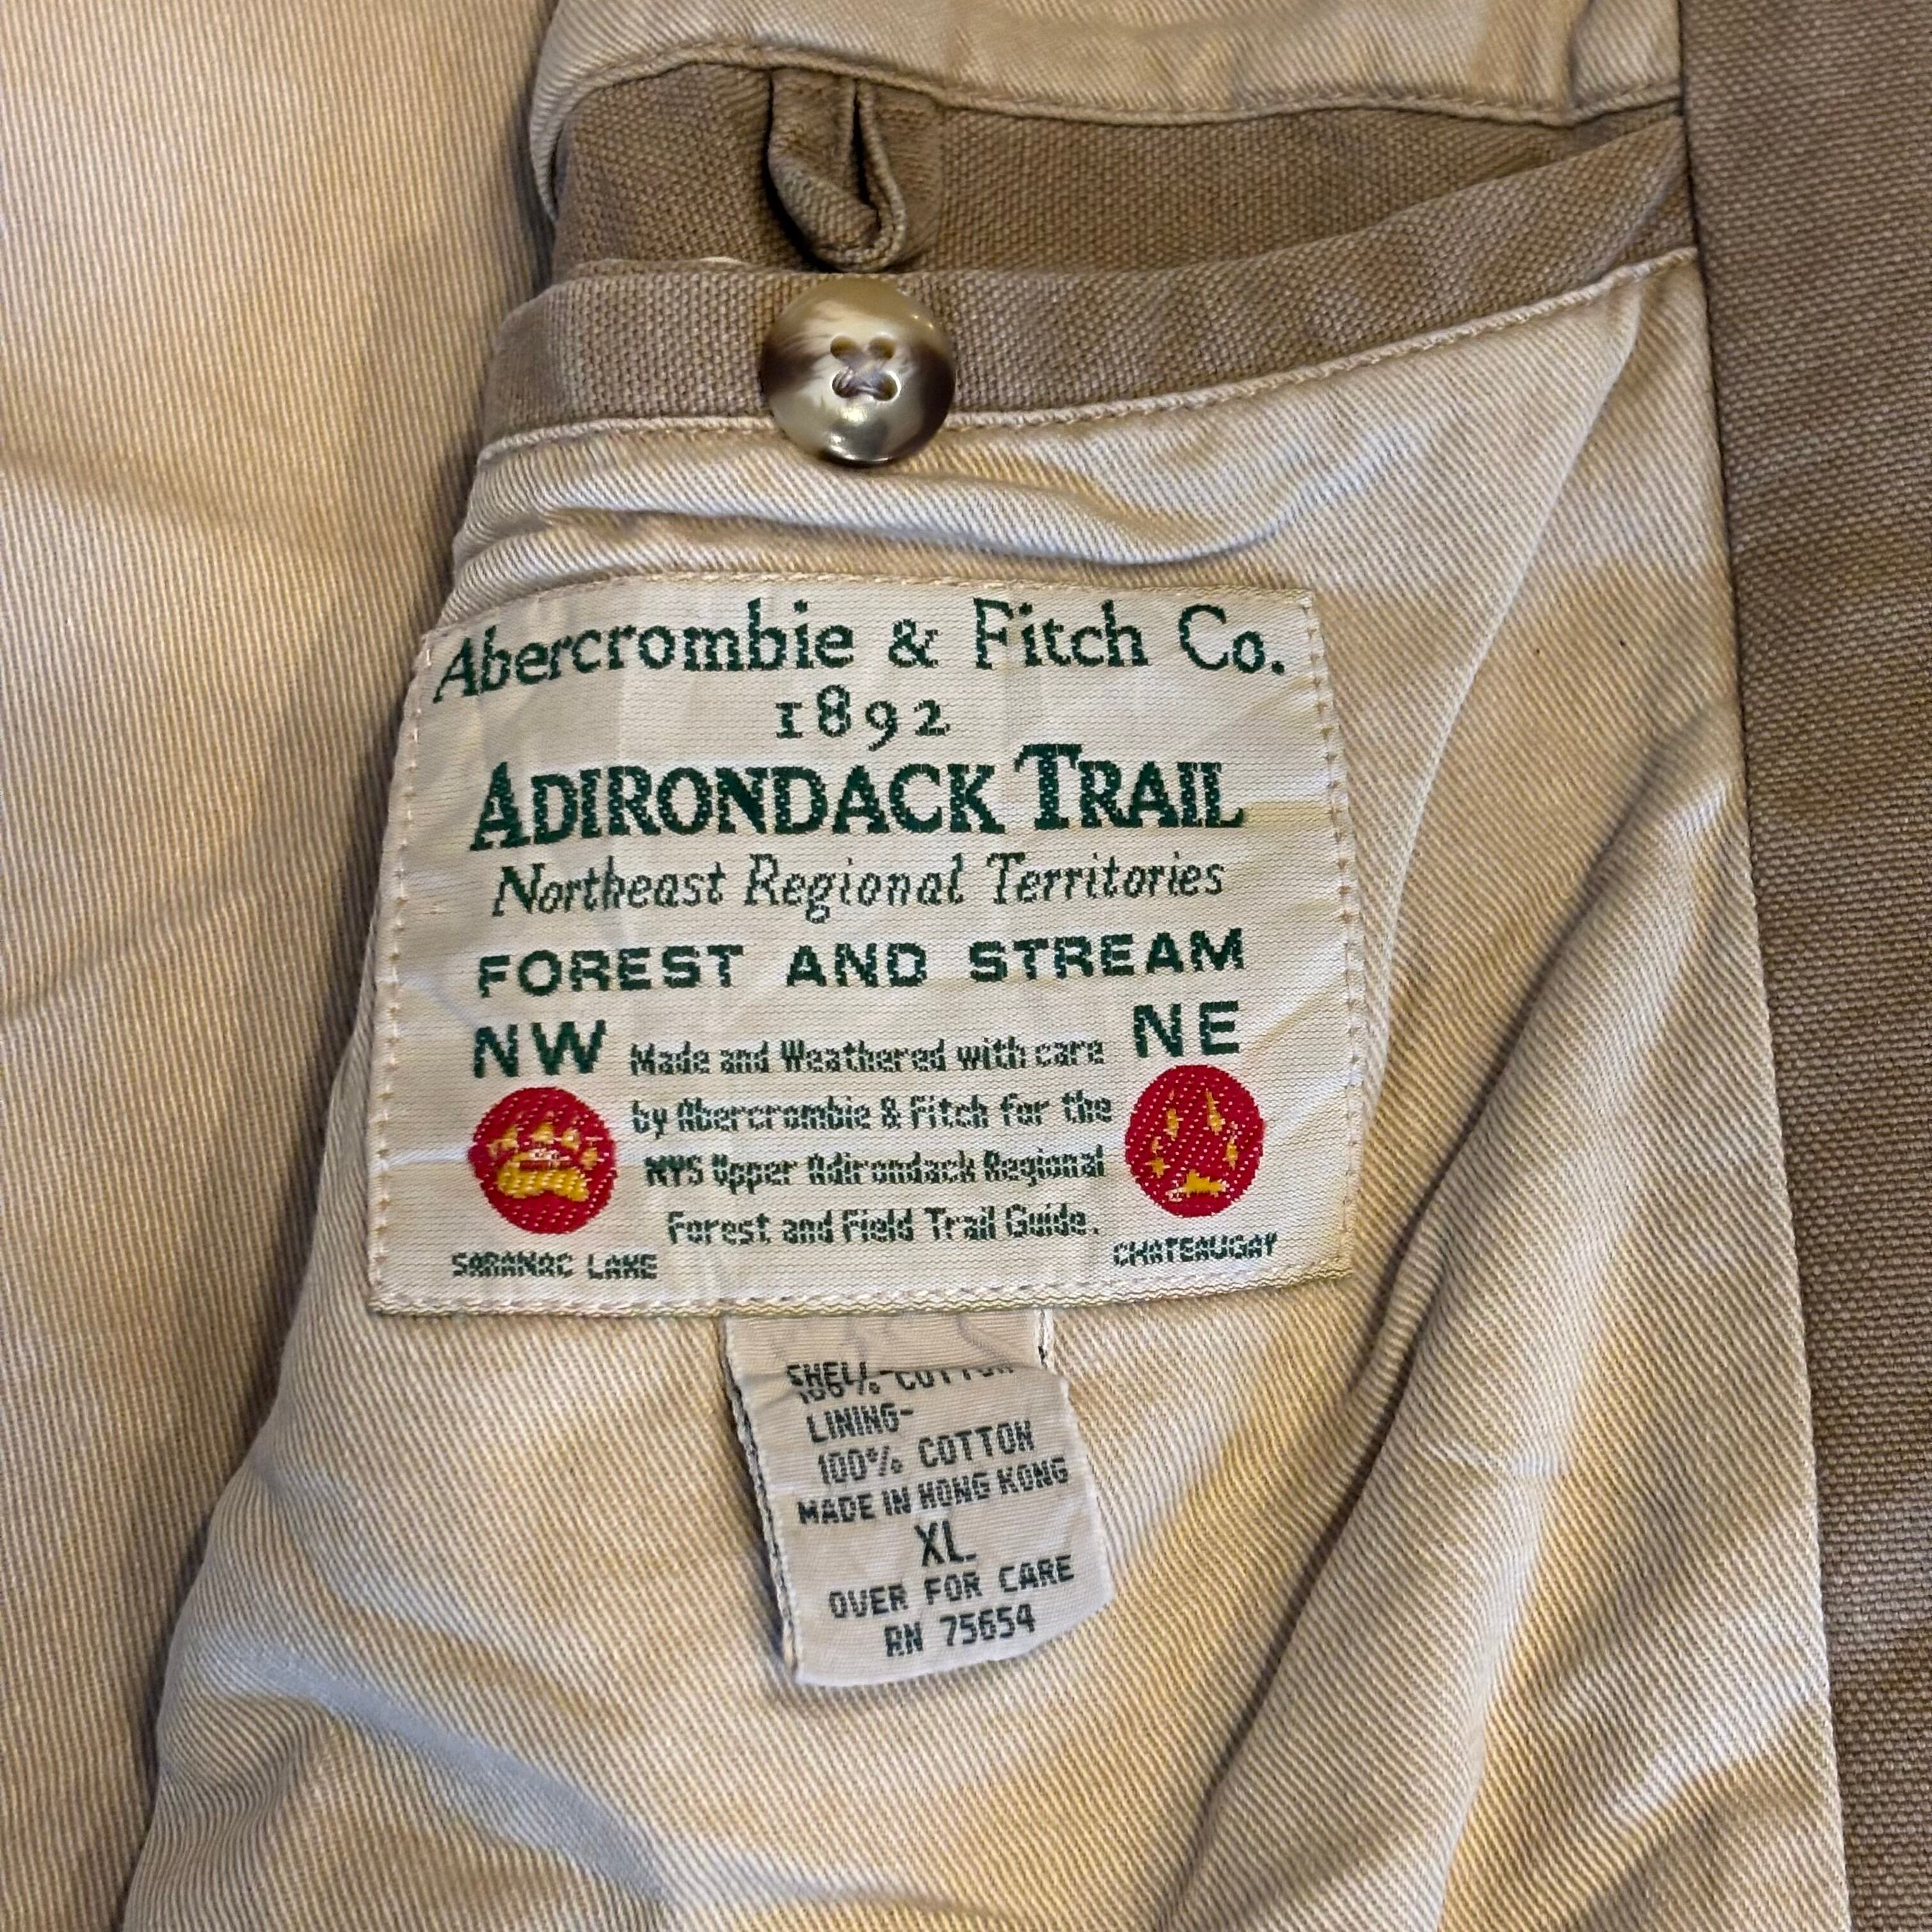 Abercrombie & Fitch Co.
1892
ADIRONDACK TRAIL
Northeast Regional Territories
FOREST AND STREAM
NW
NE
Made and Weathered with care
by Abercrombie & Fitch for the
NYS Upper Adirondack Regional
Forest and Field Trail Guide.
SARANAC LAKE
CHATEAUGAY
SHELL-
100% COTTON
LINING-
100% COTTON
MADE IN HONG KONG
XL
OVER FOR CARE
RN 75654